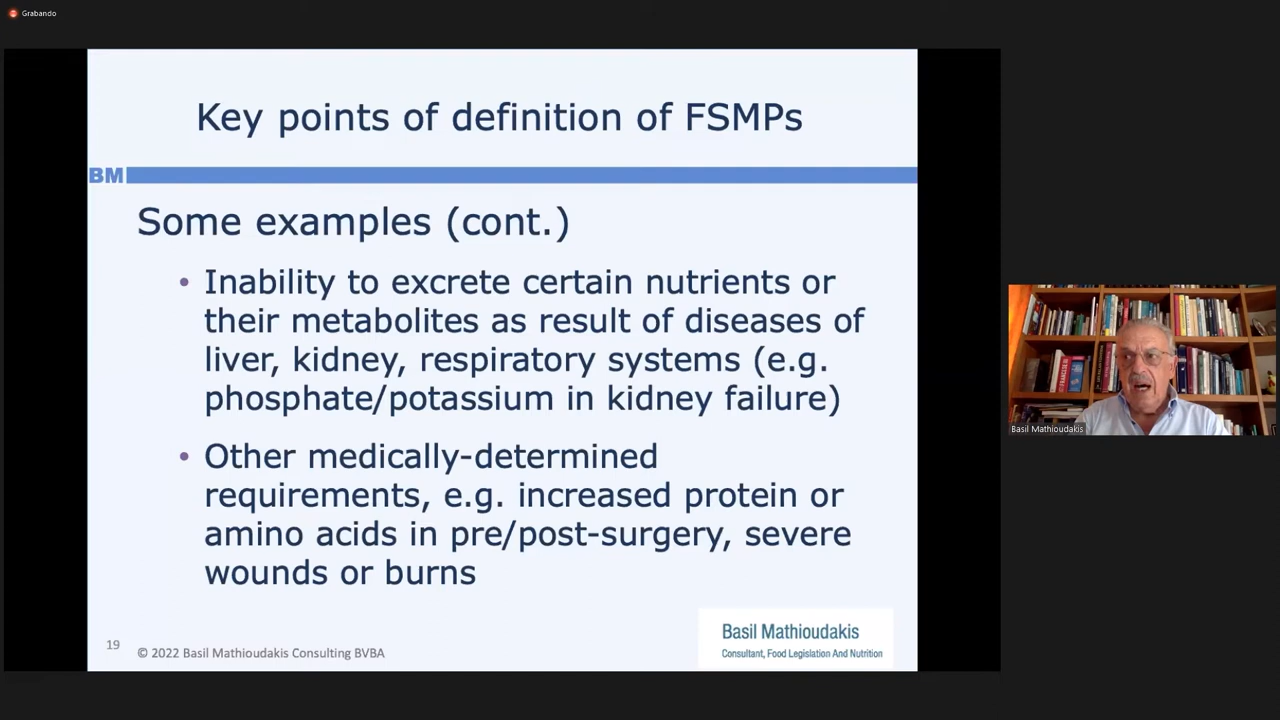 Grabando
Key points of definition of FSMPs
BM
Some examples (cont.)
• Inability to excrete certain nutrients or
their metabolites as result of diseases of
liver, kidney, respiratory systems (e.g.
phosphate/potassium in kidney failure)
• Other medically-determined
requirements, e.g. increased protein or
amino acids in pre/post-surgery, severe
wounds or burns
19
© 2022 Basil Mathioudakis Consulting BVBA
Basil Mathioudakis
Consultant, Food Legislation And Nutrition
Basil Mathioudakis